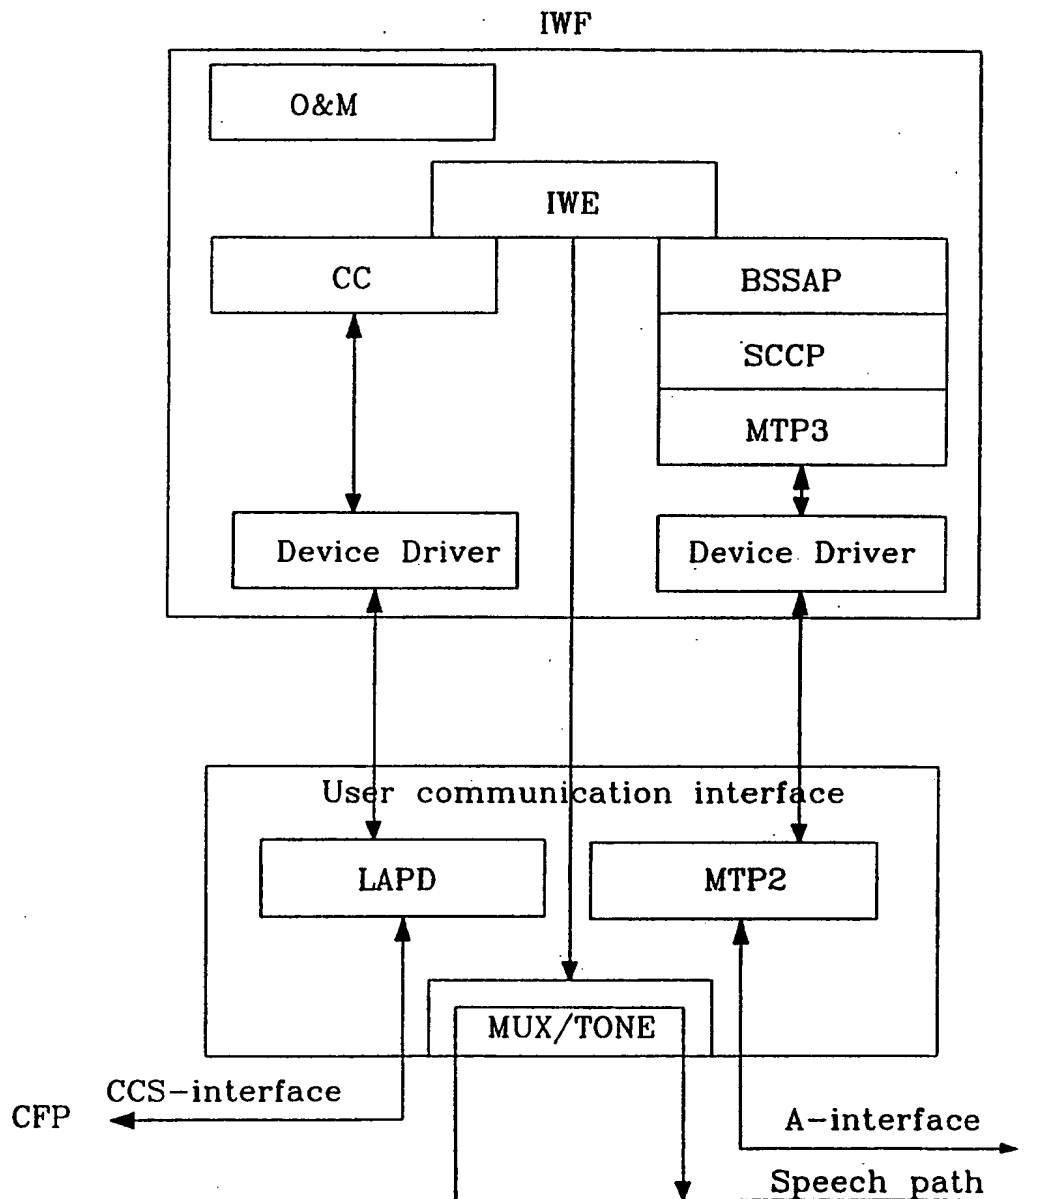 IWF
O&M
IWE
CC
BSSAP
SCCP
MTP3
Device Driver
Device Driver
User communication interface
LAPD
MTP2
MUX/TONE
CCS-interface
CFP
A-interface
Speech path